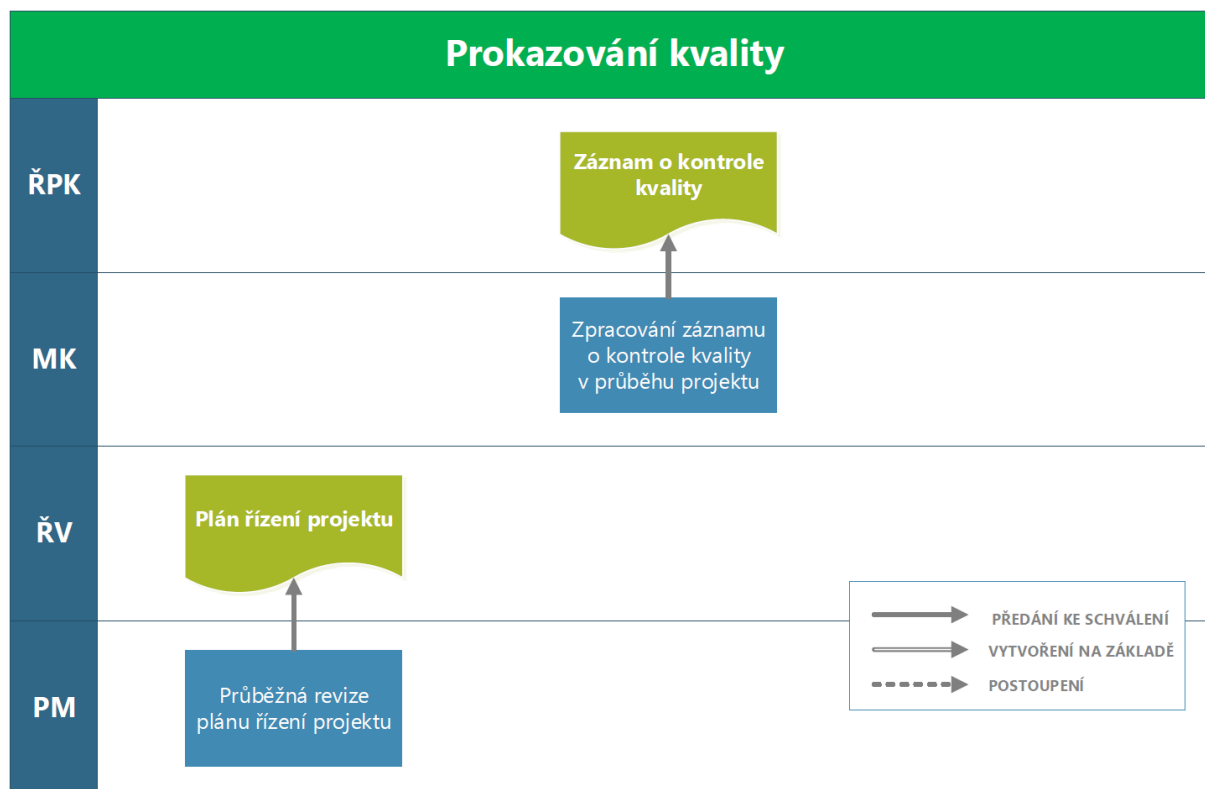 Prokazování kvality
ŘPK
Záznam o kontrole
kvality
MK
Zpracování záznamu
o kontrole kvality
v průběhu projektu
ŘV
Plán řízení projektu
PM
Průběžná revize
plánu řízení projektu
PŘEDÁNÍ KE SCHVÁLENÍ
VYTVOŘENÍ NA ZÁKLADĚ
POSTOUPENÍ